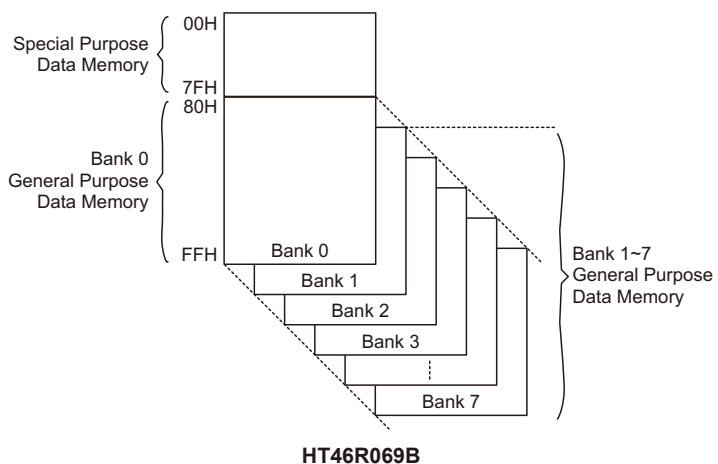 00H
Special Purpose
Data Memory
7FH
80H
Bank 0
General Purpose
Data Memory
FFH
Bank 0
Bank 1
Bank 2
Bank 3
Bank 7
Bank 1~7
General Purpose
Data Memory
HT46R069B